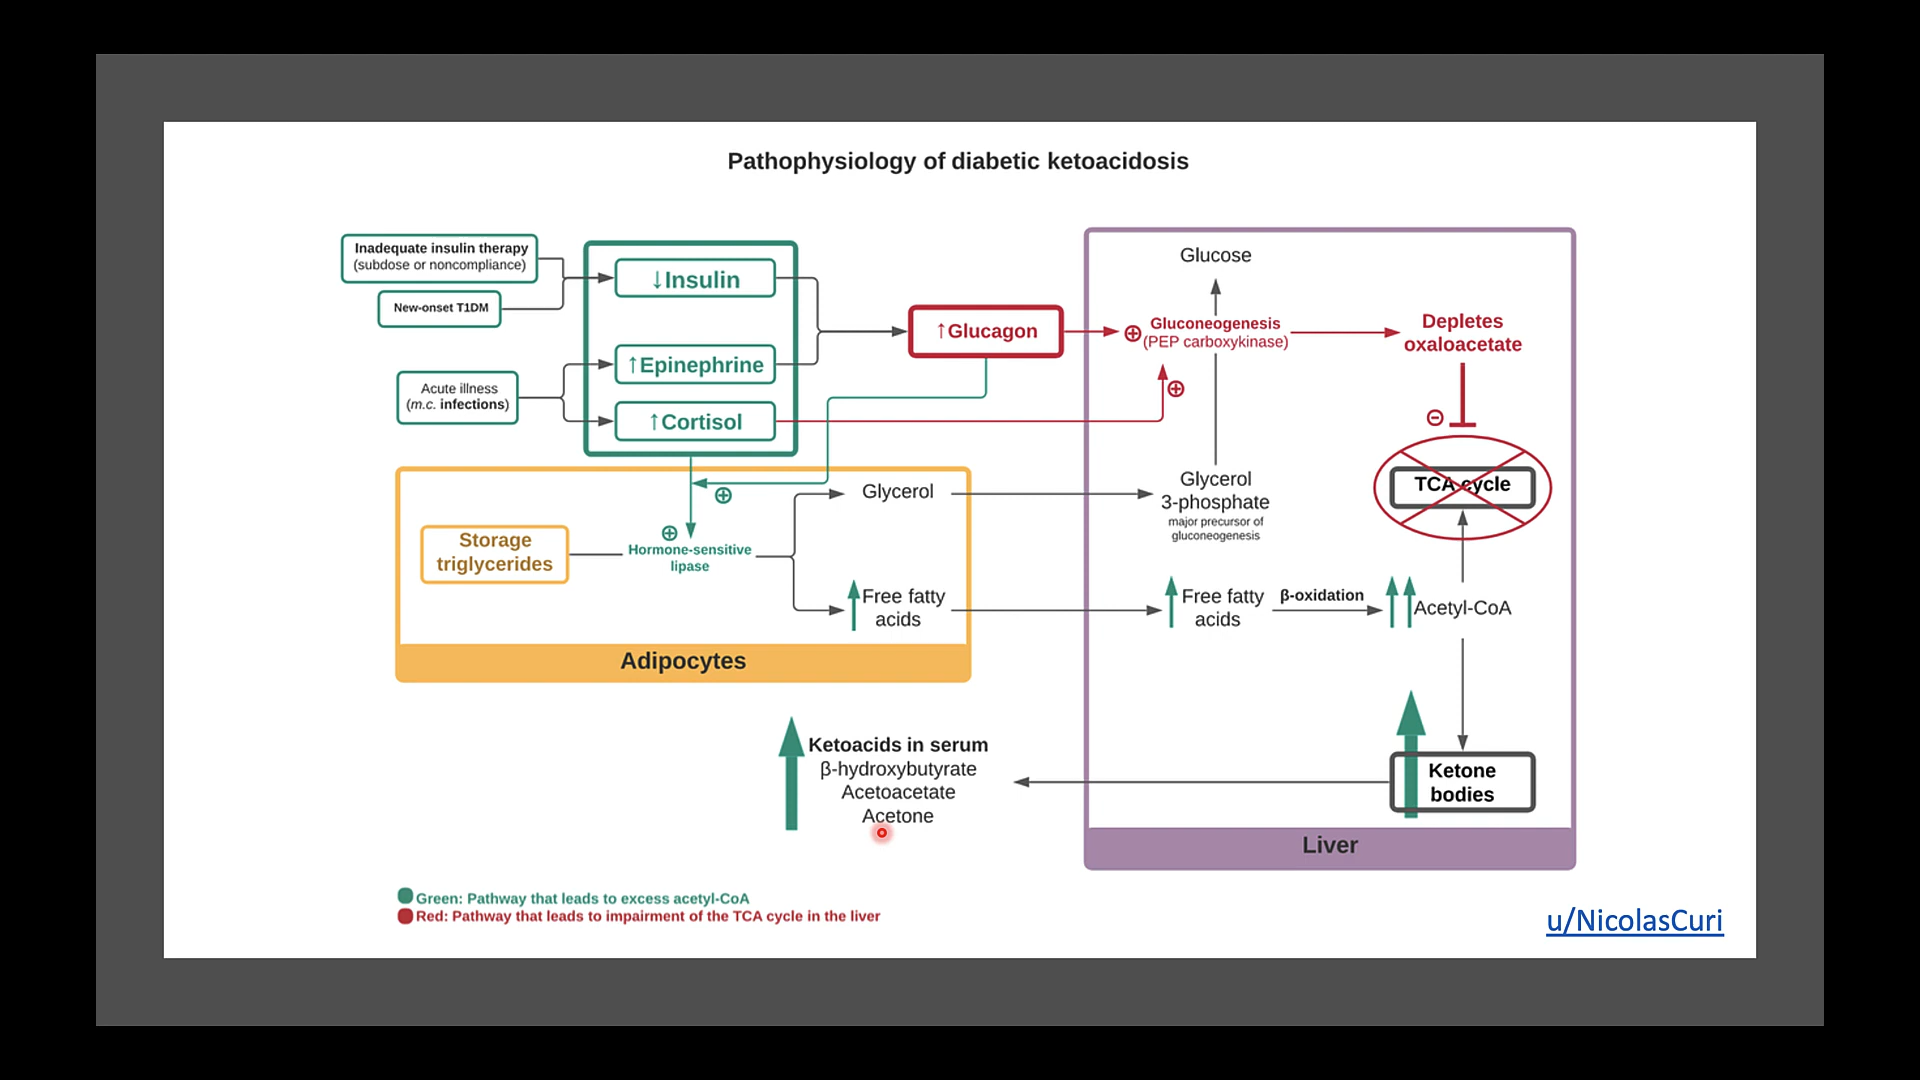 Pathophysiology of diabetic ketoacidosis
Inadequate insulin therapy
(subdose or noncompliance)
New-onset T1DM
Acute illness
(m.c. infections)
↓Insulin
↑Epinephrine
↑Cortisol
↑Glucagon
Glucose
⊕ Gluconeogenesis
(PEP carboxykinase)
⊕
Depletes
oxaloacetate
⊖
TCA cycle
Glycerol
3-phosphate
major precursor of
gluconeogenesis
Storage
triglycerides
⊕
⊕
Hormone-sensitive
lipase
Glycerol
Free fatty
acids
Adipocytes
Free fatty
acids
β-oxidation
Acetyl-CoA
Ketone
bodies
Liver
Ketoacids in serum
β-hydroxybutyrate
Acetoacetate
Acetone
Green: Pathway that leads to excess acetyl-CoA
Red: Pathway that leads to impairment of the TCA cycle in the liver
u/NicolasCuri